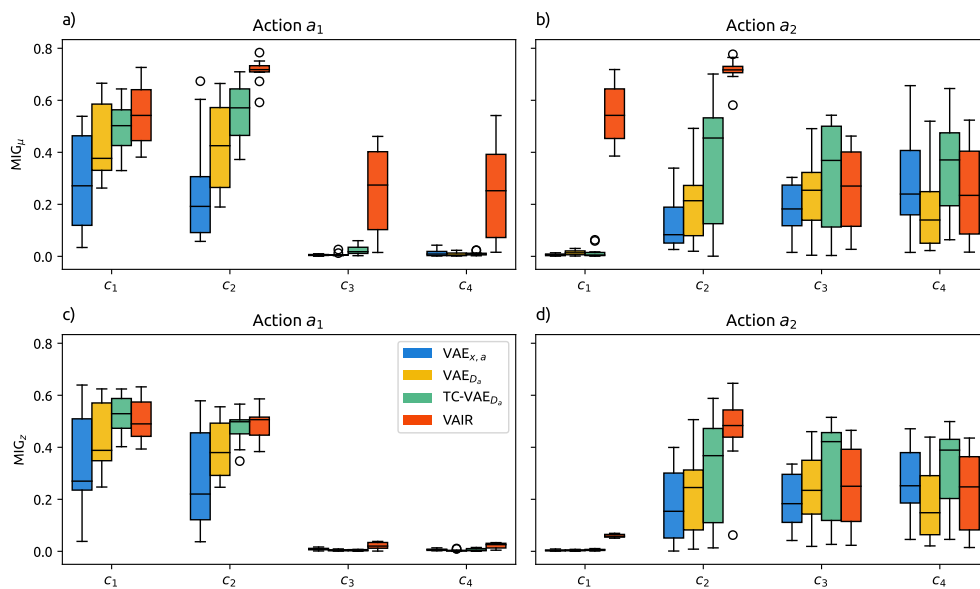 a)
Action a1
b)
Action a2
MIGμ
0.8
0.6
0.4
0.2
0.0
c1
c2
c3
c4
c1
c2
c3
c4
c)
Action a1
d)
Action a2
MIGz
0.8
0.6
0.4
0.2
0.0
VAEx, a
VAEDa
TC-VAEDa
VAIR
c1
c2
c3
c4
c1
c2
c3
c4